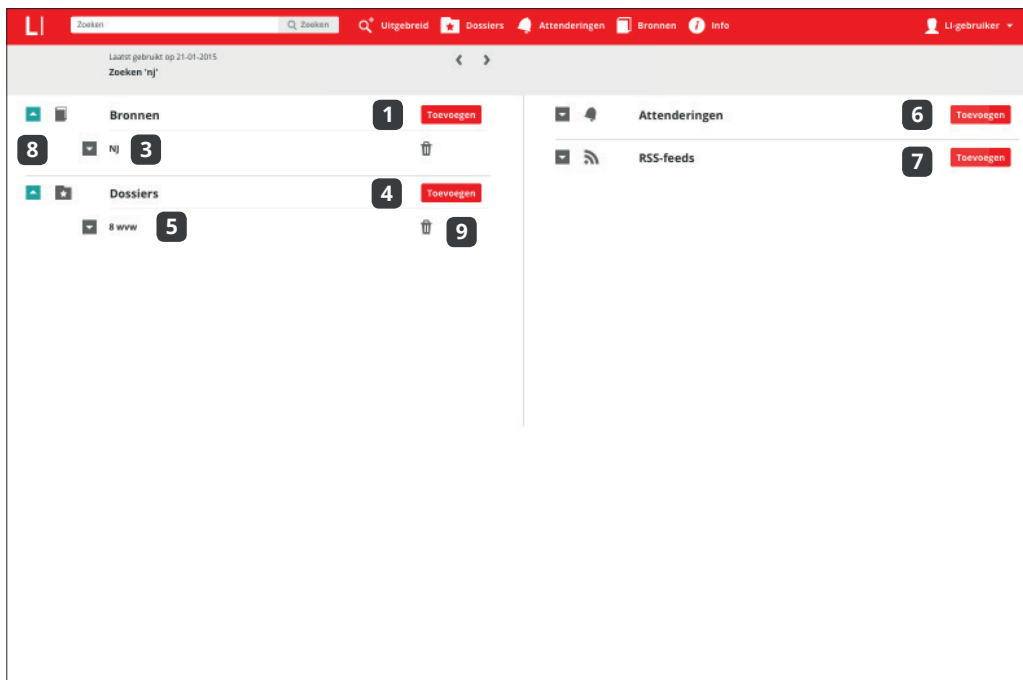 LI Zoeken Zoeken Uitgebreid Dossiers Attenderingen Bronnen i Info LI-gebruiker
Laatst gebruikt op 21-01-2015
Zoeken 'nj'
Bronnen 1 Toevoegen
8 NJ 3
Dossiers 4 Toevoegen
8 wvw 5 9
Attenderingen 6 Toevoegen
RSS-feeds 7 Toevoegen